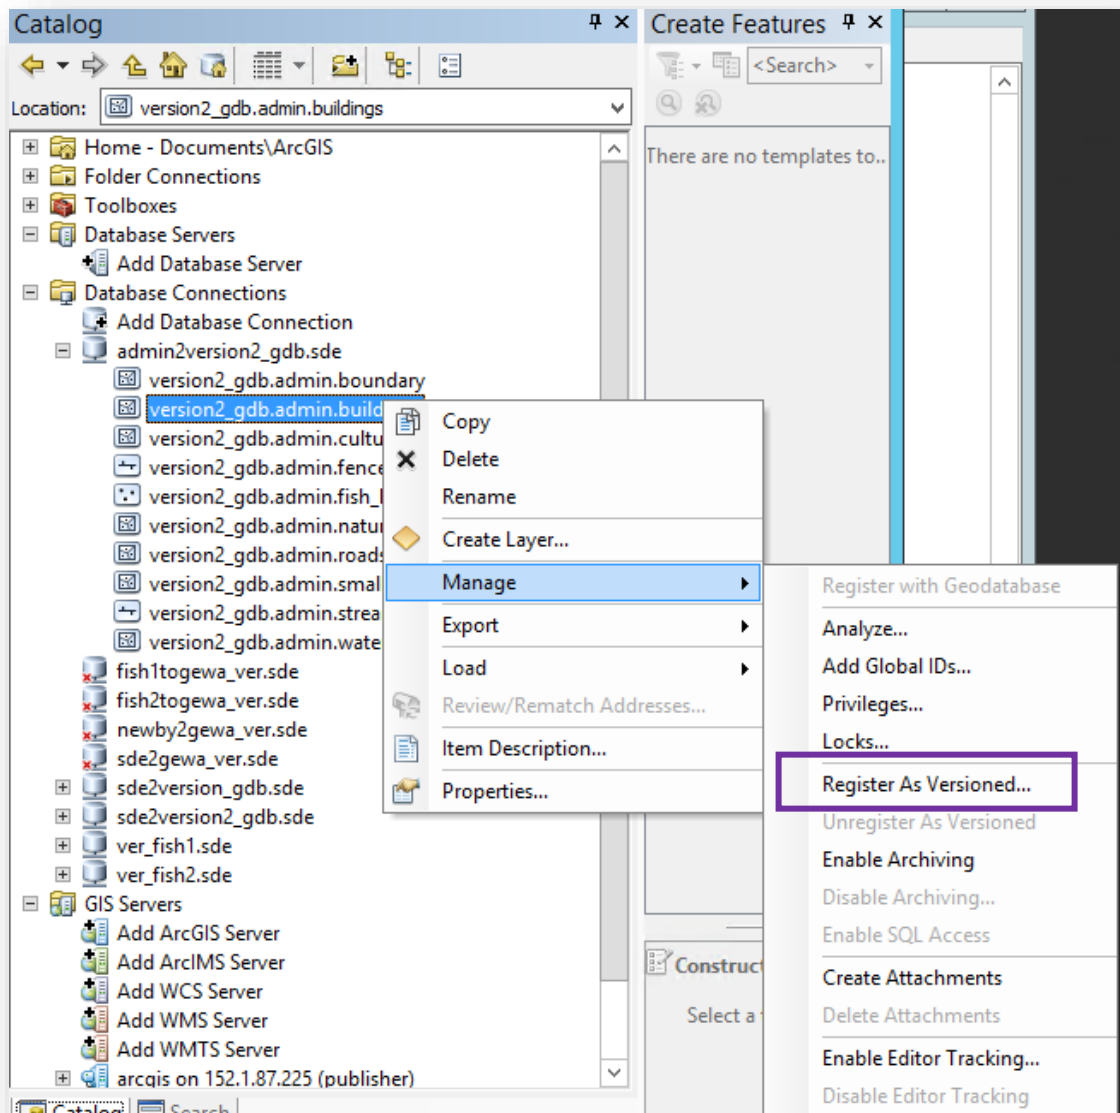 Catalog
Location: version2_gdb.admin.buildings
Home - Documents\ArcGIS
Folder Connections
Toolboxes
Database Servers
Add Database Server
Database Connections
Add Database Connection
admin2version2_gdb.sde
version2_gdb.admin.boundary
version2_gdb.admin.build
version2_gdb.admin.cultu
version2_gdb.admin.fence
version2_gdb.admin.fish_
version2_gdb.admin.natu
version2_gdb.admin.roads
version2_gdb.admin.smal
version2_gdb.admin.strea
version2_gdb.admin.wate
fish1togewa_ver.sde
fish2togewa_ver.sde
newby2gewa_ver.sde
sde2gewa_ver.sde
sde2version_gdb.sde
sde2version2_gdb.sde
ver_fish1.sde
ver_fish2.sde
GIS Servers
Add ArcGIS Server
Add ArcIMS Server
Add WCS Server
Add WMS Server
Add WMTS Server
arcgis on 152.1.87.225 (publisher)
Catalog
Search
Create Features
<Search>
There are no templates to..
Construct
Select a
Copy
Delete
Rename
Create Layer...
Manage
Export
Load
Review/Rematch Addresses...
Item Description...
Properties...
Register with Geodatabase
Analyze...
Add Global IDs...
Privileges...
Locks...
Register As Versioned...
Unregister As Versioned
Enable Archiving
Disable Archiving...
Enable SQL Access
Create Attachments
Delete Attachments
Enable Editor Tracking...
Disable Editor Tracking